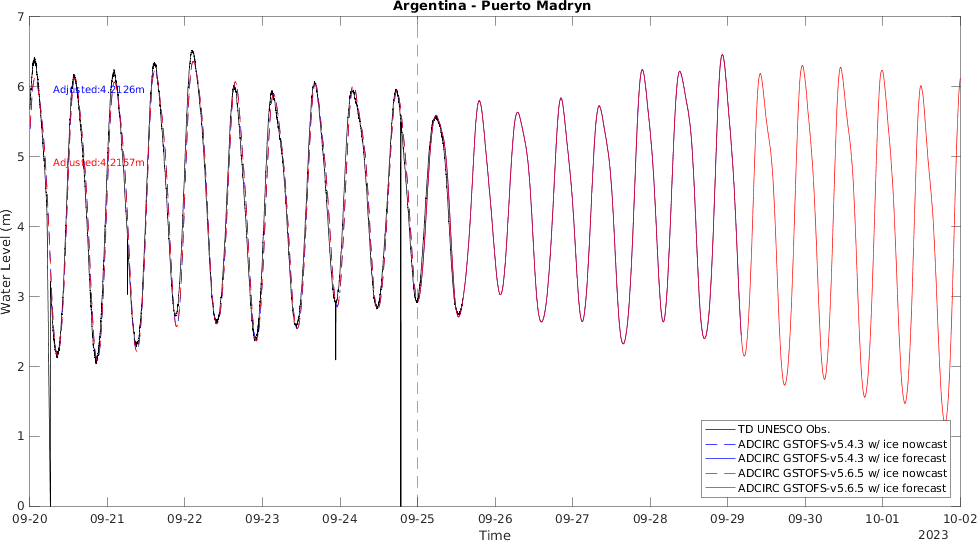 Argentina - Puerto Madryn
7
6
5
4
3
2
1
0
Water Level (m)
Adjusted:4.2126m
Adjusted:4.2157m
TD UNESCO Obs.
ADCIRC GSTOFS-v5.4.3 w/ ice nowcast
ADCIRC GSTOFS-v5.4.3 w/ ice forecast
ADCIRC GSTOFS-v5.6.5 w/ ice nowcast
ADCIRC GSTOFS-v5.6.5 w/ ice forecast
09-20 09-21 09-22 09-23 09-24 09-25 09-26 09-27 09-28 09-29 09-30 10-01 10-02
Time
2023